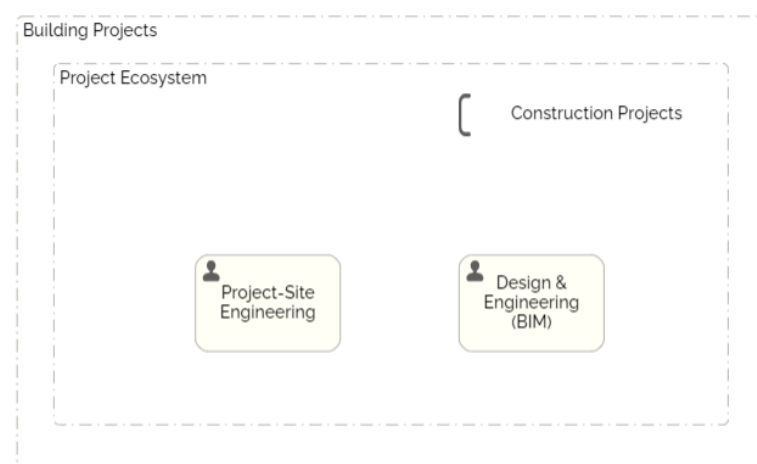 Building Projects
Project Ecosystem
Construction Projects
Project-Site
Engineering
Design &
Engineering
(BIM)